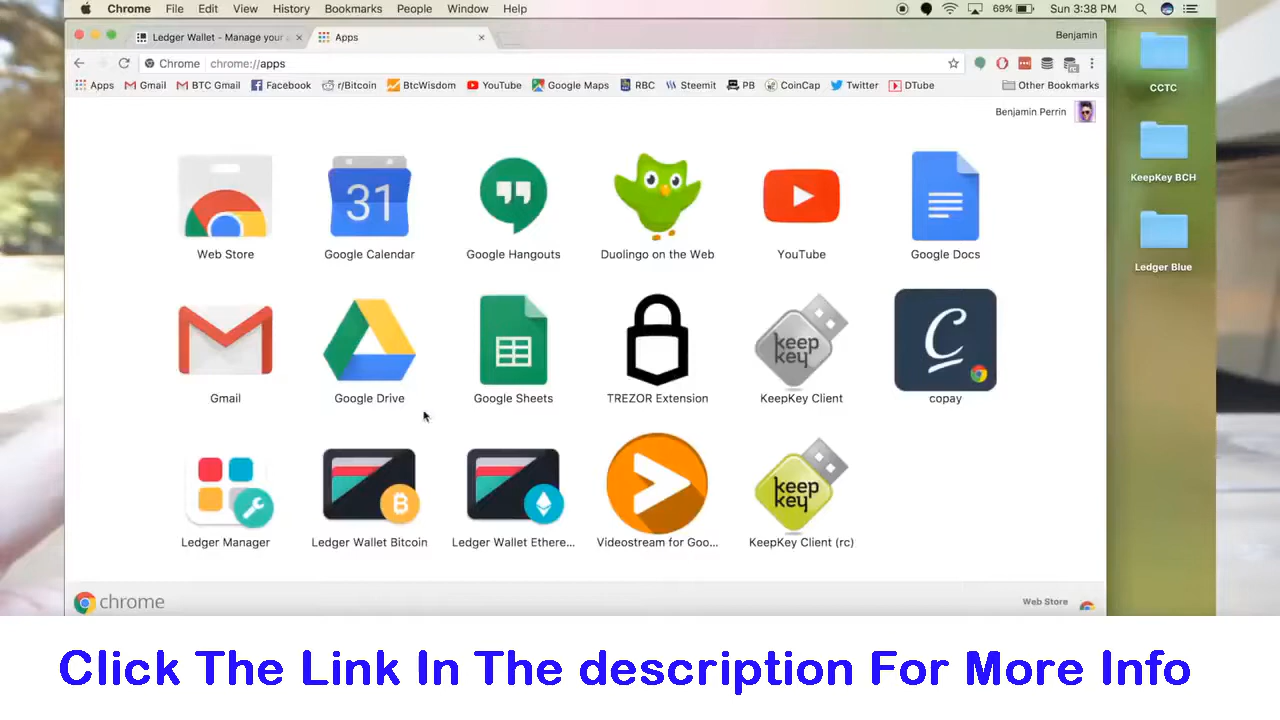 Chrome File Edit View History Bookmarks People Window Help 69% Sun 3:38 PM
Ledger Wallet - Manage your Apps Benjamin
Chrome chrome://apps
Apps Gmail BTC Gmail Facebook r/Bitcoin BtcWisdom YouTube Google Maps RBC Steemit PB CoinCap Twitter DTube Other Bookmarks
Benjamin Perrin
CCTC
KeepKey BCH
Ledger Blue
31
Web Store Google Calendar Google Hangouts Duolingo on the Web YouTube Google Docs
keep key
C
Gmail Google Drive Google Sheets TREZOR Extension KeepKey Client copay
keep key
Ledger Manager Ledger Wallet Bitcoin Ledger Wallet Ethere... Videostream for Goo... KeepKey Client (rc)
chrome Web Store
Click The Link In The description For More Info